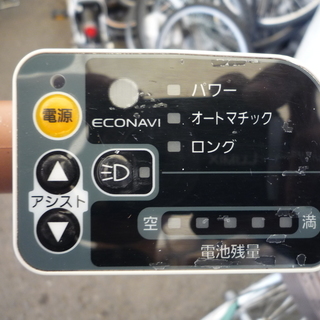 パワー
電源
ECONAVI
オートマチック
ロング
アシスト
空 満
電池残量